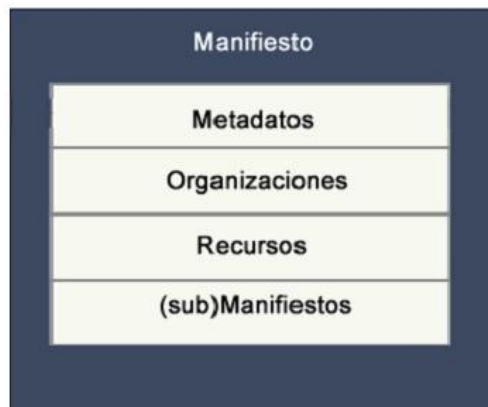 Manifiesto
Metadatos
Organizaciones
Recursos
(sub)Manifiestos